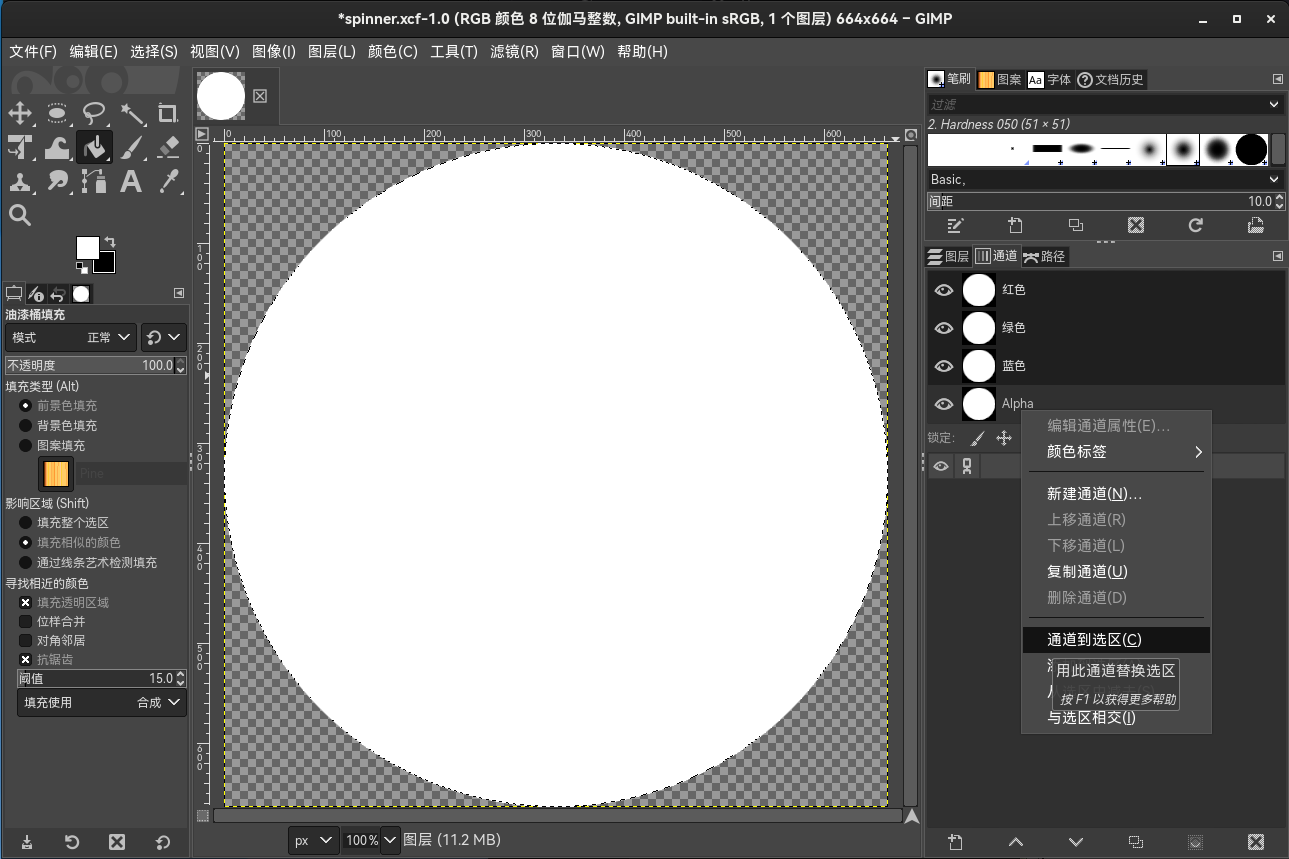 *spinner.xcf-1.0 (RGB 颜色 8 位伽马整数, GIMP built-in sRGB, 1 个图层) 664x664 – GIMP
文件(F) 编辑(E) 选择(S) 视图(V) 图像(I) 图层(L) 颜色(C) 工具(T) 滤镜(R) 窗口(W) 帮助(H)
油漆桶填充
模式 正常
不透明度 100.0
填充类型 (Alt)
前景色填充
背景色填充
图案填充
Pine
影响区域 (Shift)
填充整个选区
填充相似的颜色
通过线条艺术检测填充
寻找相近的颜色
填充透明区域
位样合并
对角邻居
抗锯齿
阈值 15.0
填充使用 合成
0 100 200 300 400 500 600
0
100
200
300
400
500
600
px 100% 图层 (11.2 MB)
笔刷 图案 Aa 字体 文档历史
过滤
2. Hardness 050 (51 × 51)
Basic,
间距 10.0
图层 通道 路径
红色
绿色
蓝色
Alpha
锁定:
编辑通道属性(E)…
颜色标签
新建通道(N)…
上移通道(R)
下移通道(L)
复制通道(U)
删除通道(D)
通道到选区(C)
用此通道替换选区
按 F1 以获得更多帮助
与选区相交(I)